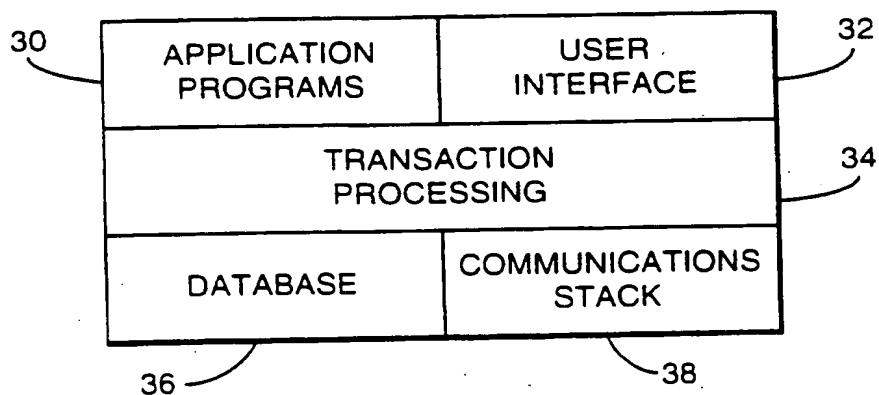 30
APPLICATION
PROGRAMS
USER
INTERFACE
32
TRANSACTION
PROCESSING
34
DATABASE
COMMUNICATIONS
STACK
36
38